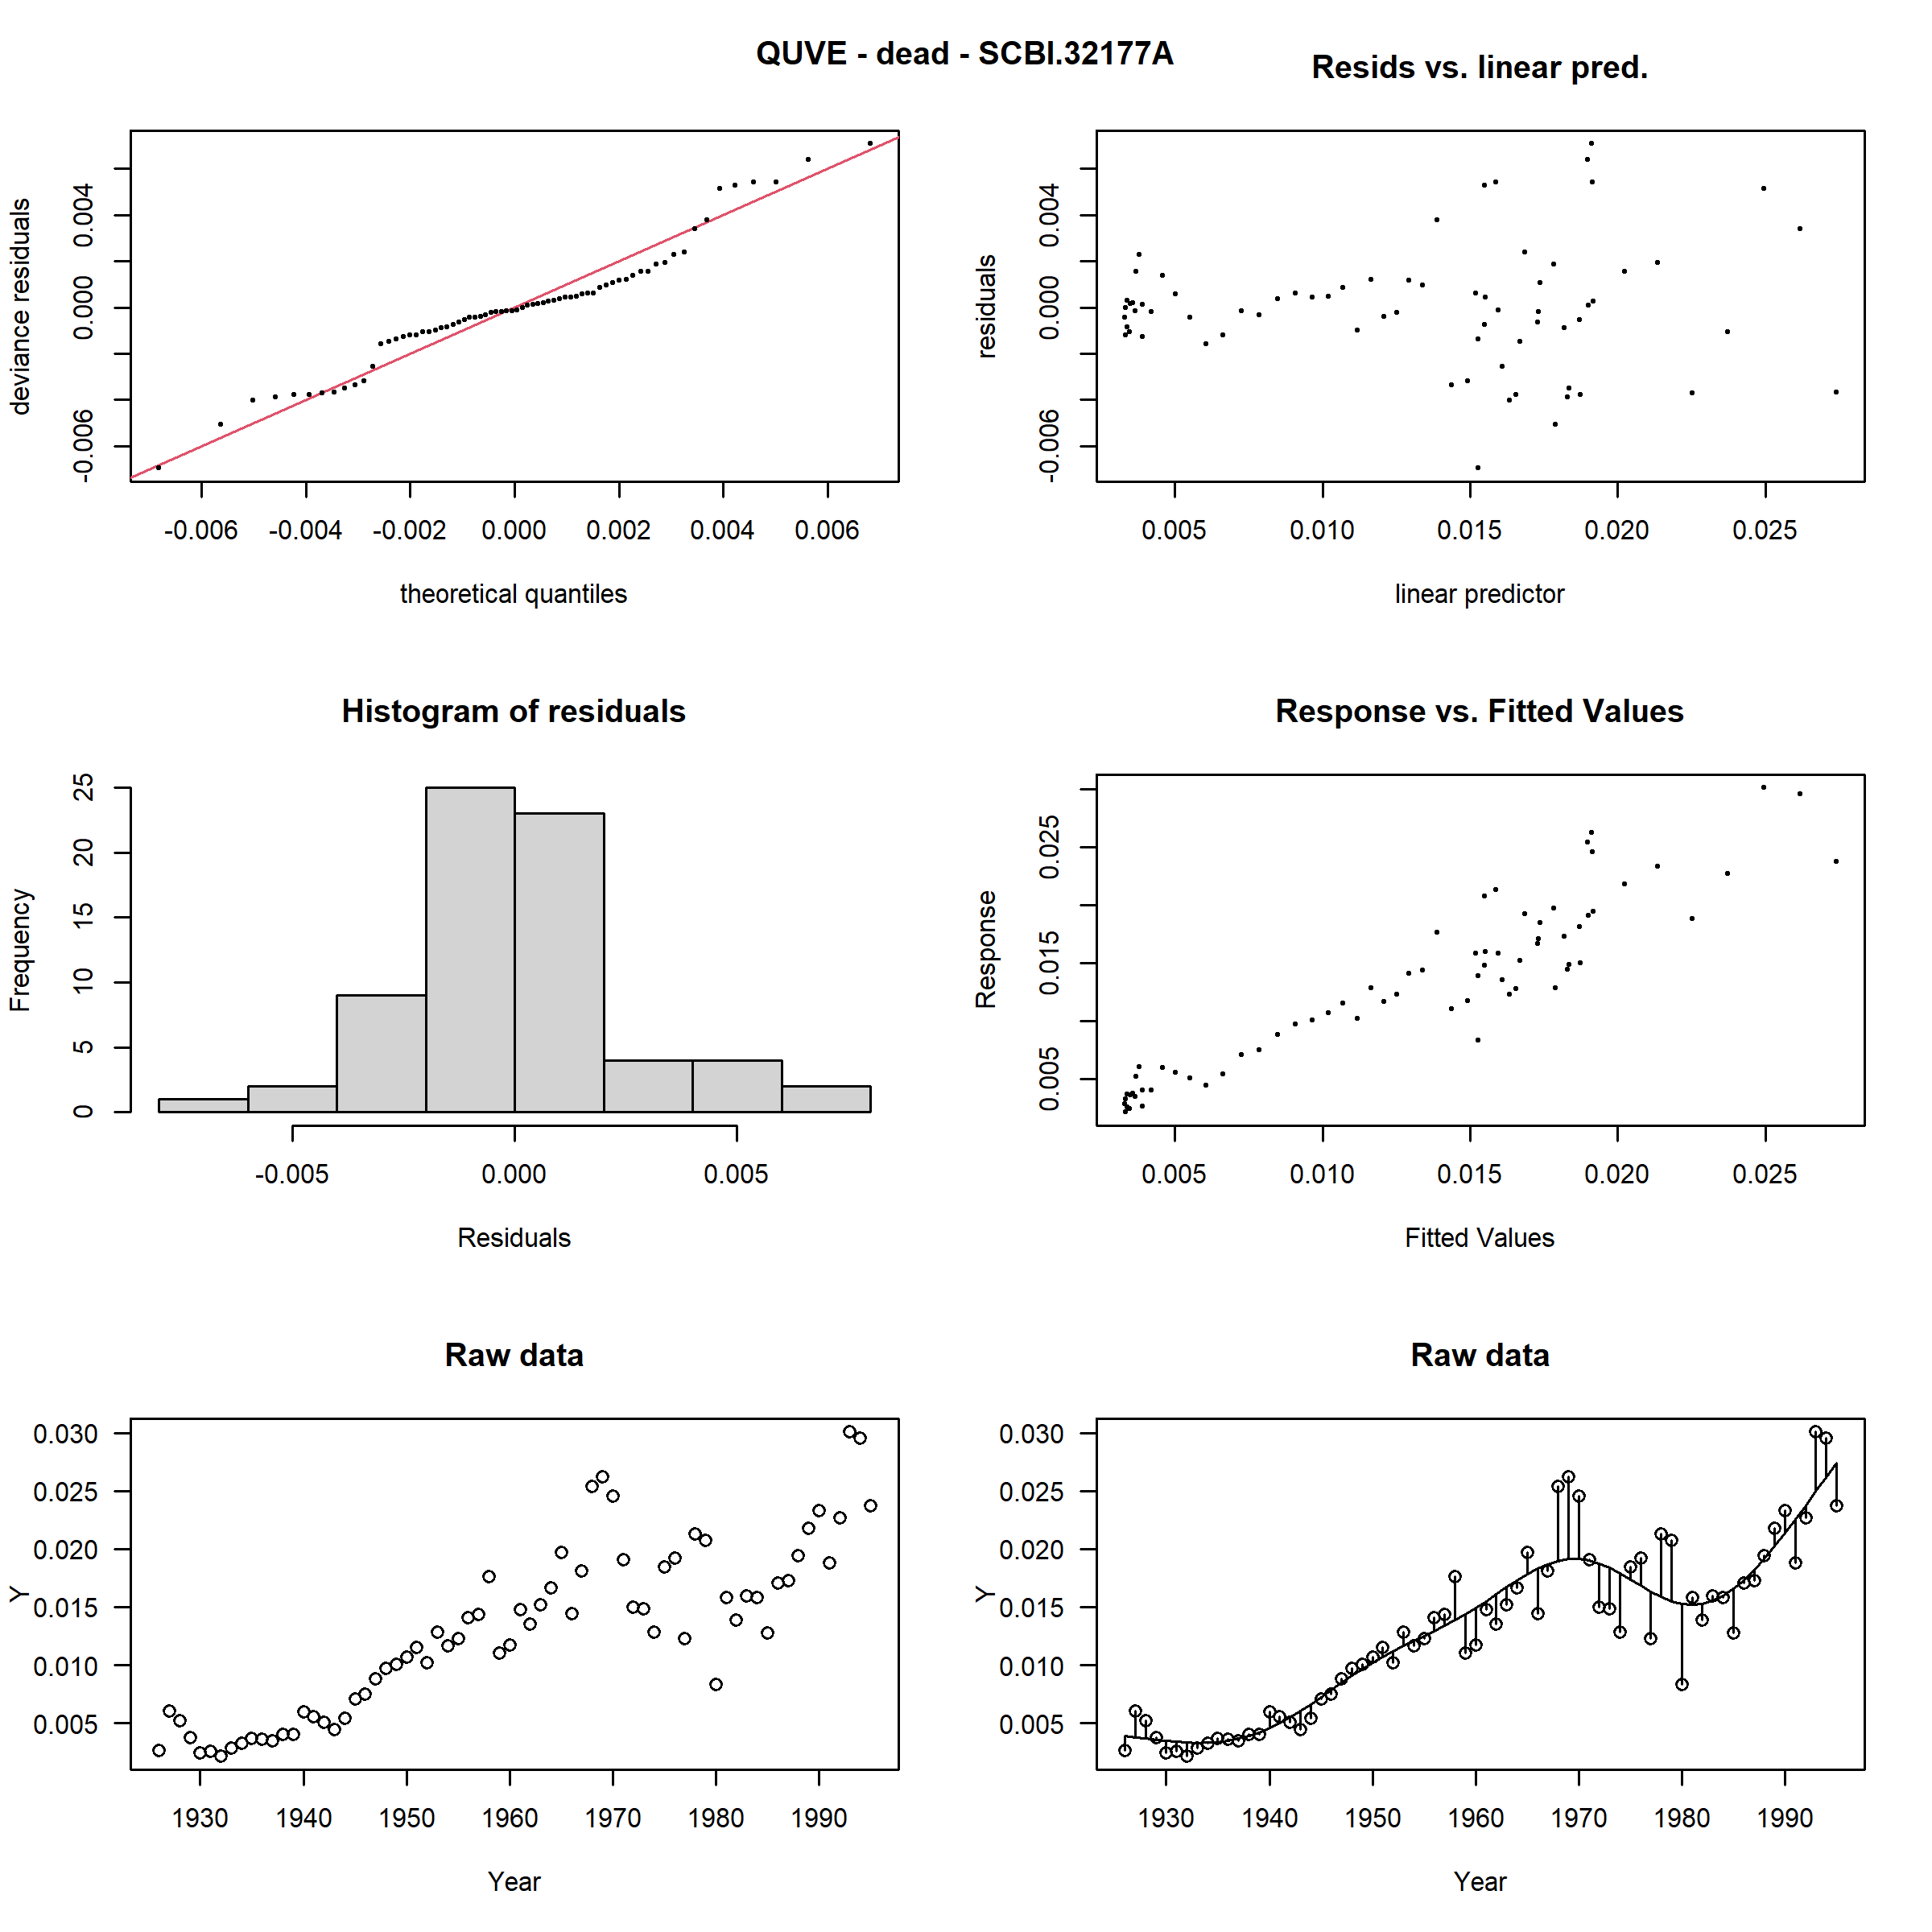 QUVE - dead - SCBI.32177A
Resids vs. linear pred.
deviance residuals
0.004
0.000
-0.006
-0.006 -0.004 -0.002 0.000 0.002 0.004 0.006
theoretical quantiles
residuals
0.004
0.000
-0.006
0.005 0.010 0.015 0.020 0.025
linear predictor
Histogram of residuals
Frequency
25
20
15
10
5
0
-0.005 0.000 0.005
Residuals
Response vs. Fitted Values
Response
0.025
0.015
0.005
0.005 0.010 0.015 0.020 0.025
Fitted Values
Raw data
Y
0.030
0.025
0.020
0.015
0.010
0.005
1930 1940 1950 1960 1970 1980 1990
Year
Raw data
Y
0.030
0.025
0.020
0.015
0.010
0.005
1930 1940 1950 1960 1970 1980 1990
Year